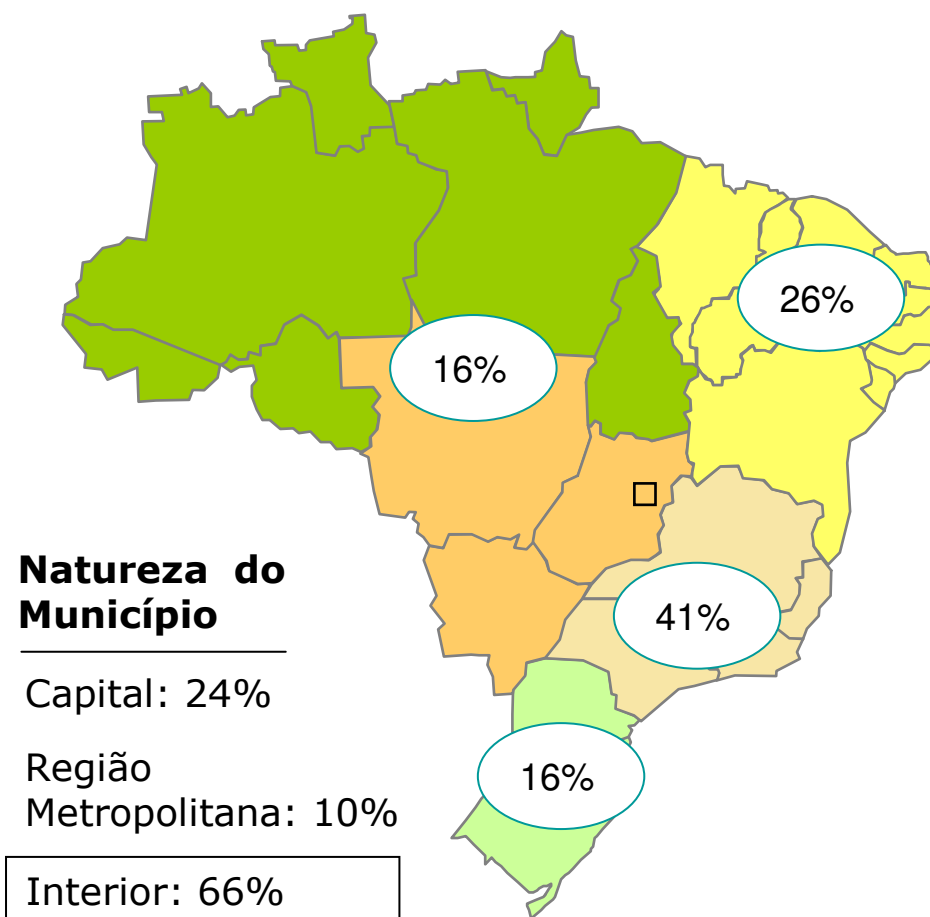 26%
16%
41%
16%
Natureza do
Município
Capital: 24%
Região
Metropolitana: 10%
Interior: 66%